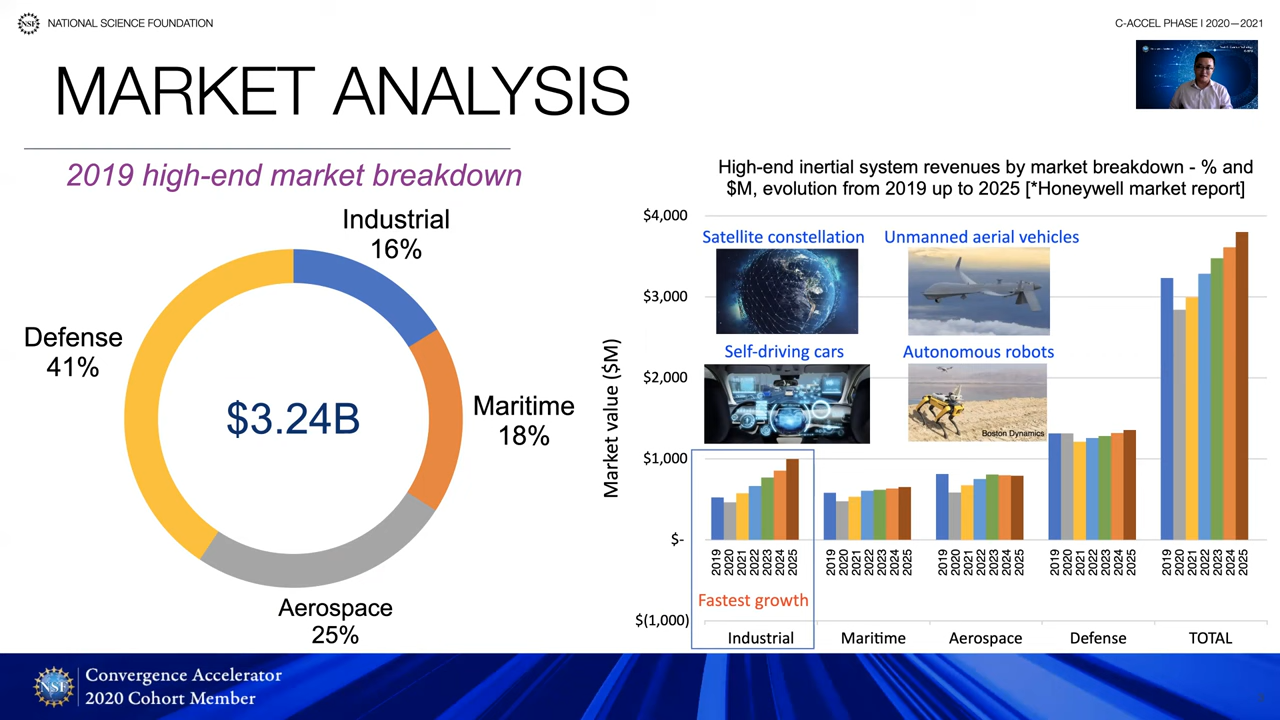 NATIONAL SCIENCE FOUNDATION
C-ACCEL PHASE I 2020—2021
MARKET ANALYSIS
2019 high-end market breakdown
Industrial
16%
Defense
41%
$3.24B
Maritime
18%
Aerospace
25%
High-end inertial system revenues by market breakdown - % and
$M, evolution from 2019 up to 2025 [*Honeywell market report]
Market value ($M)
$4,000
$3,000
$2,000
$1,000
$-
$(1,000)
Satellite constellation
Unmanned aerial vehicles
Self-driving cars
Autonomous robots
Boston Dynamics
2019 2020 2021 2022 2023 2024 2025
2019 2020 2021 2022 2023 2024 2025
2019 2020 2021 2022 2023 2024 2025
2019 2020 2021 2022 2023 2024 2025
2019 2020 2021 2022 2023 2024 2025
Fastest growth
Industrial
Maritime
Aerospace
Defense
TOTAL
NSF
Convergence Accelerator
2020 Cohort Member